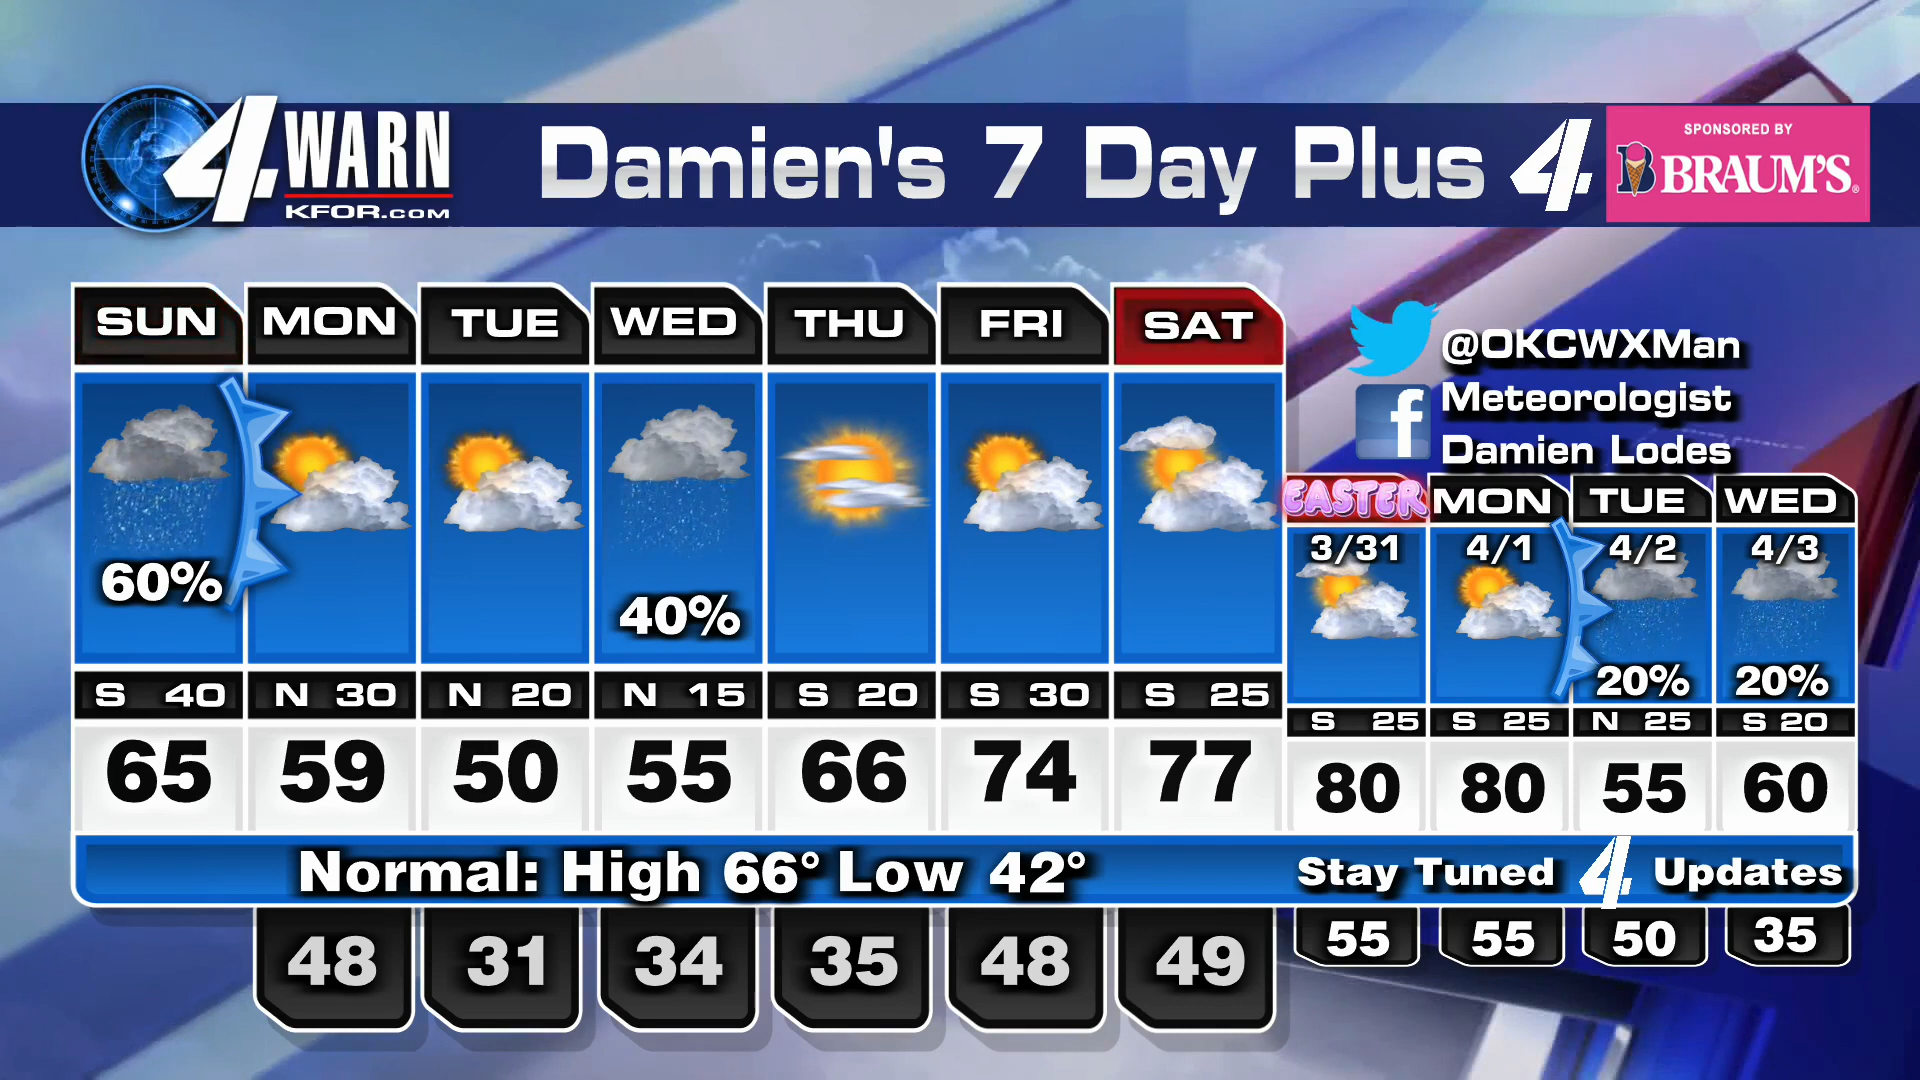 4WARN
KFOR.COM
Damien's 7 Day Plus 4
SPONSORED BY
B BRAUM'S®
SUN MON TUE WED THU FRI SAT
@OKCWXMan
f Meteorologist
Damien Lodes
EASTER MON TUE WED
3/31 4/1 4/2 4/3
60% 40%
20% 20%
S 40 N 30 N 20 N 15 S 20 S 30 S 25
S 25 S 25 N 25 S 20
65 59 50 55 66 74 77
80 80 55 60
Normal: High 66° Low 42°
Stay Tuned 4 Updates
48 31 34 35 48 49
55 55 50 35